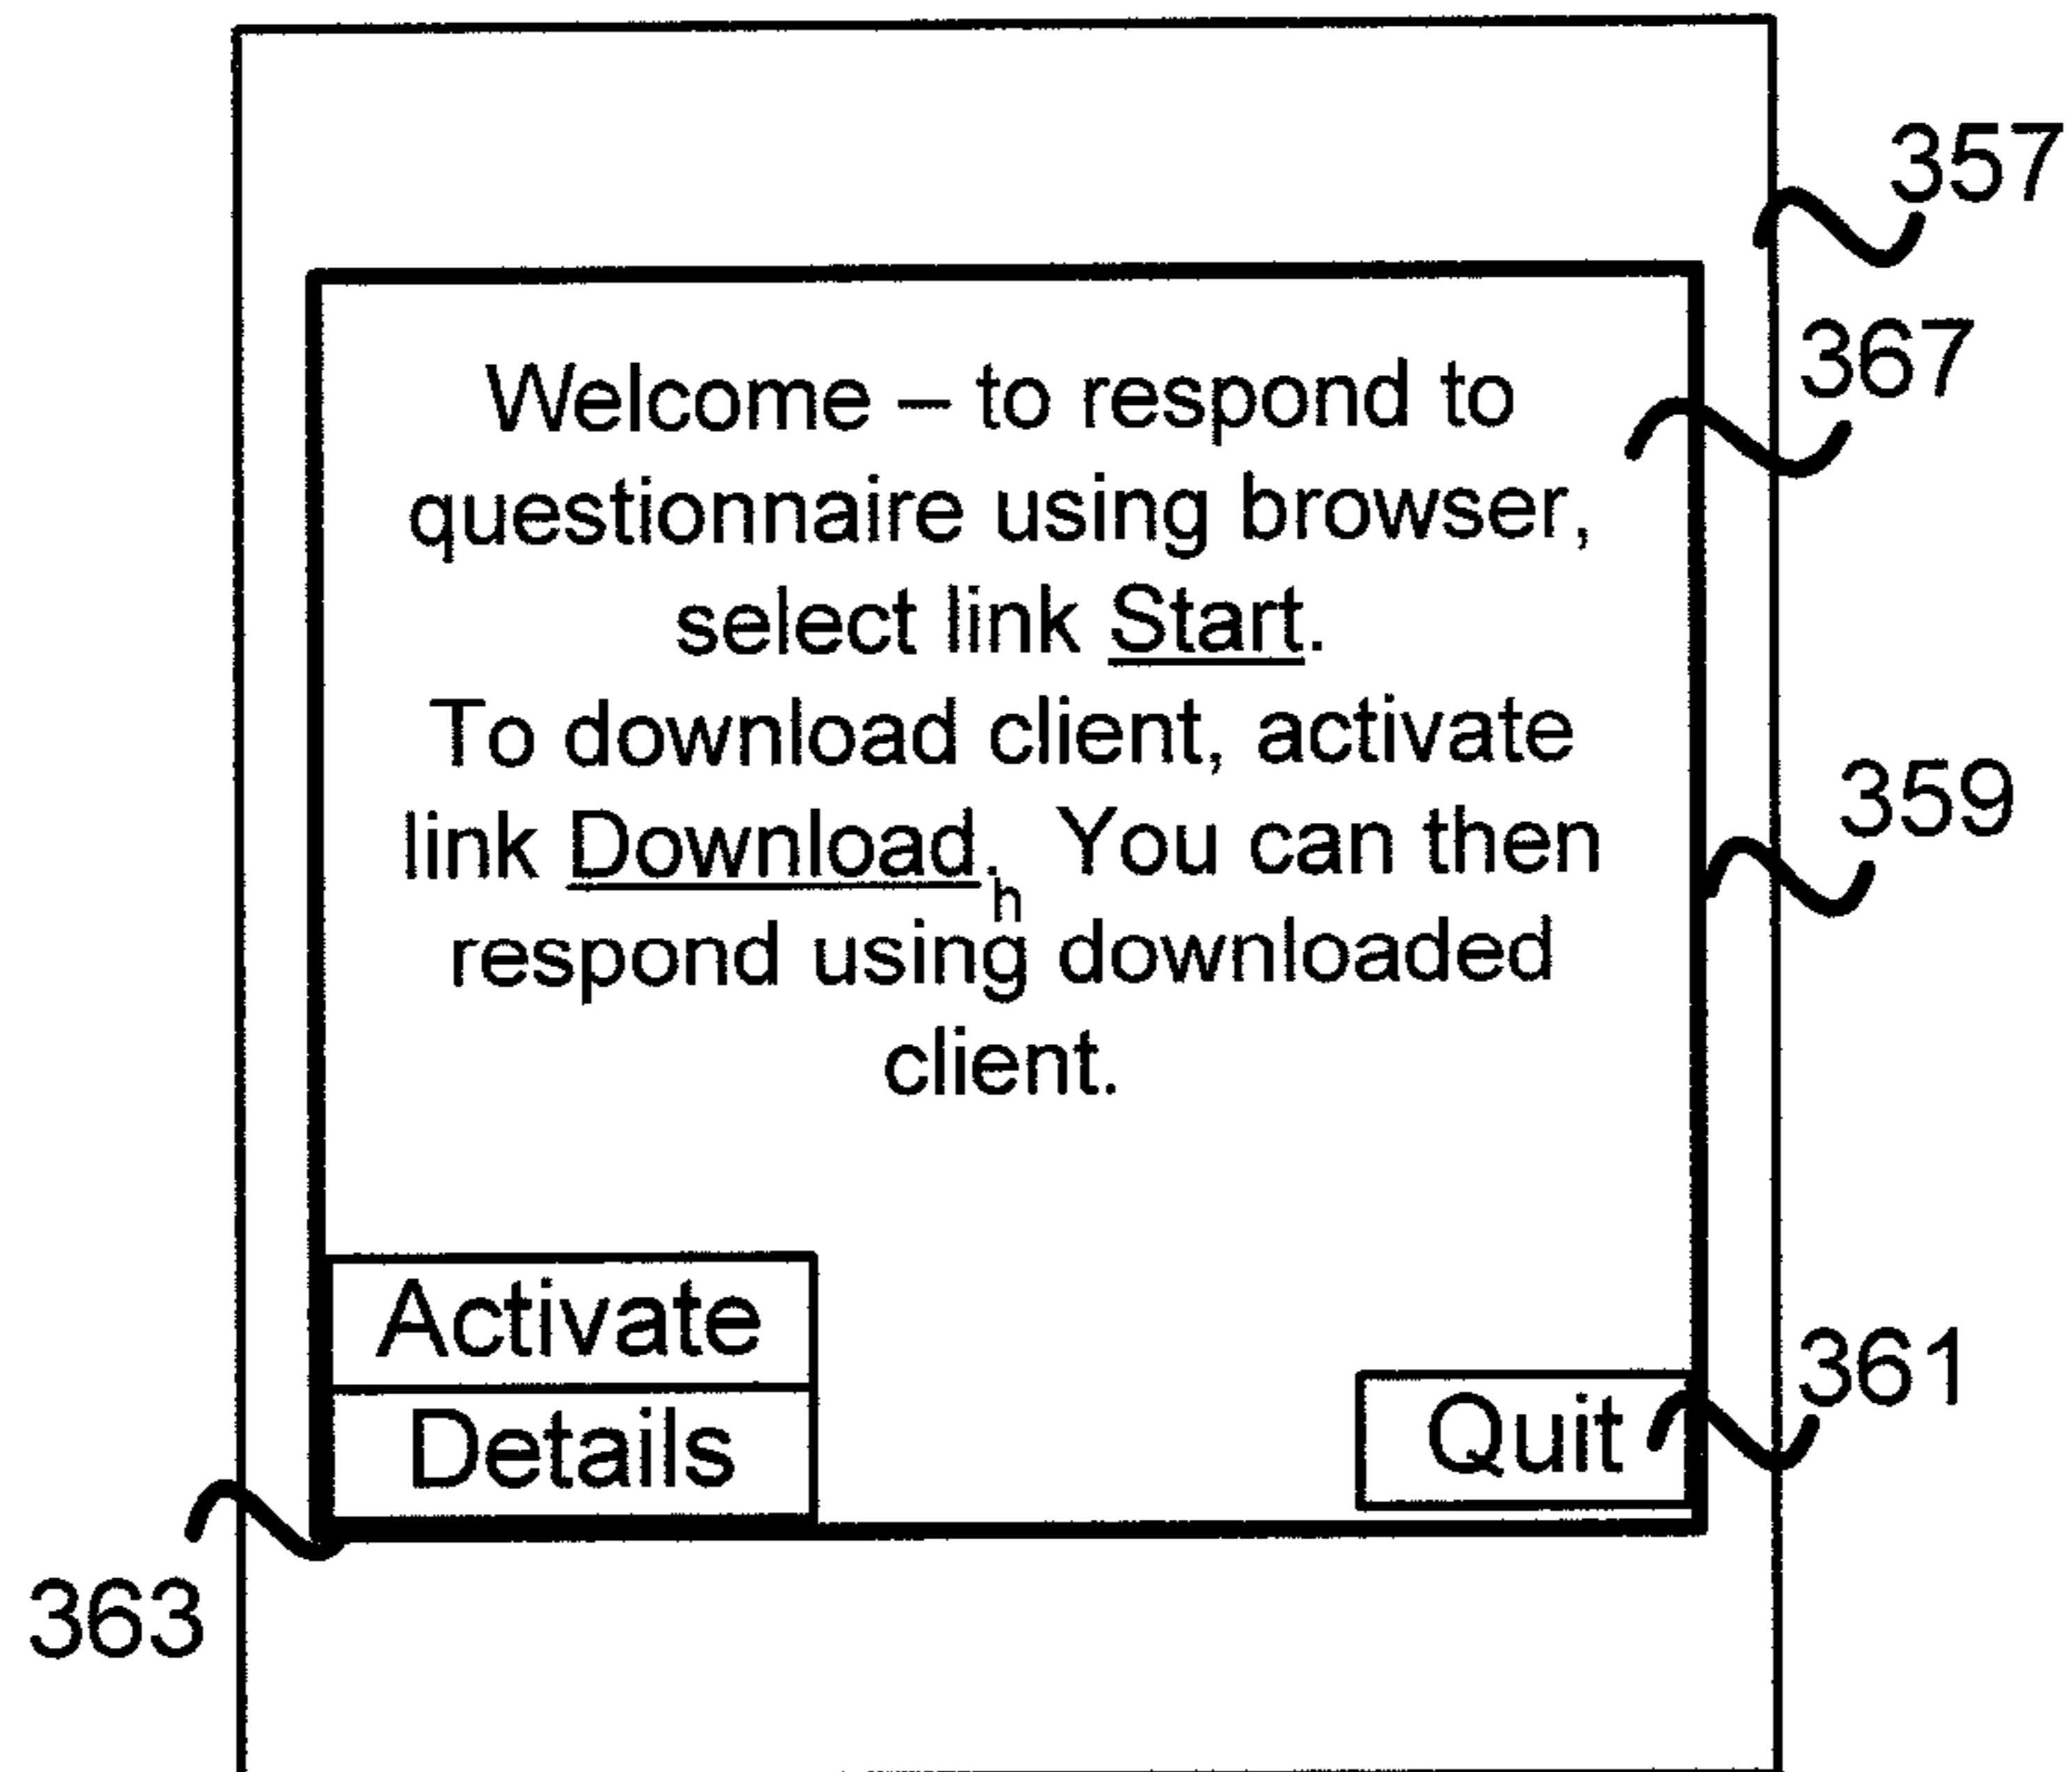 357
367
Welcome – to respond to
questionnaire using browser,
select link Start.
To download client, activate
link Download. You can then
h
respond using downloaded
client.
359
Activate
Details
Quit
361
363